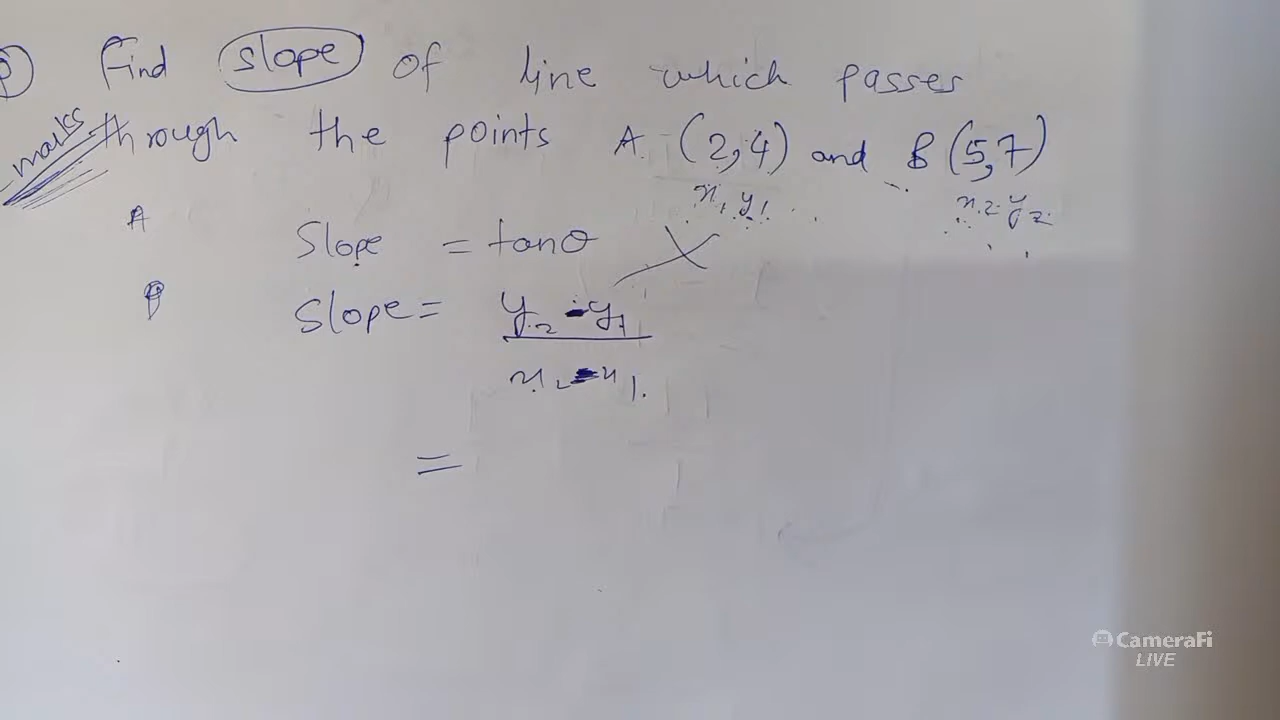 Find slope of line which passes
marks through the points A (2,4) and B (5,7)
x₁ y₁ x₂ y₂
A
Slope = tanθ
Slope = y₂ - y₁
x₂ - x₁
=
CameraFi
LIVE